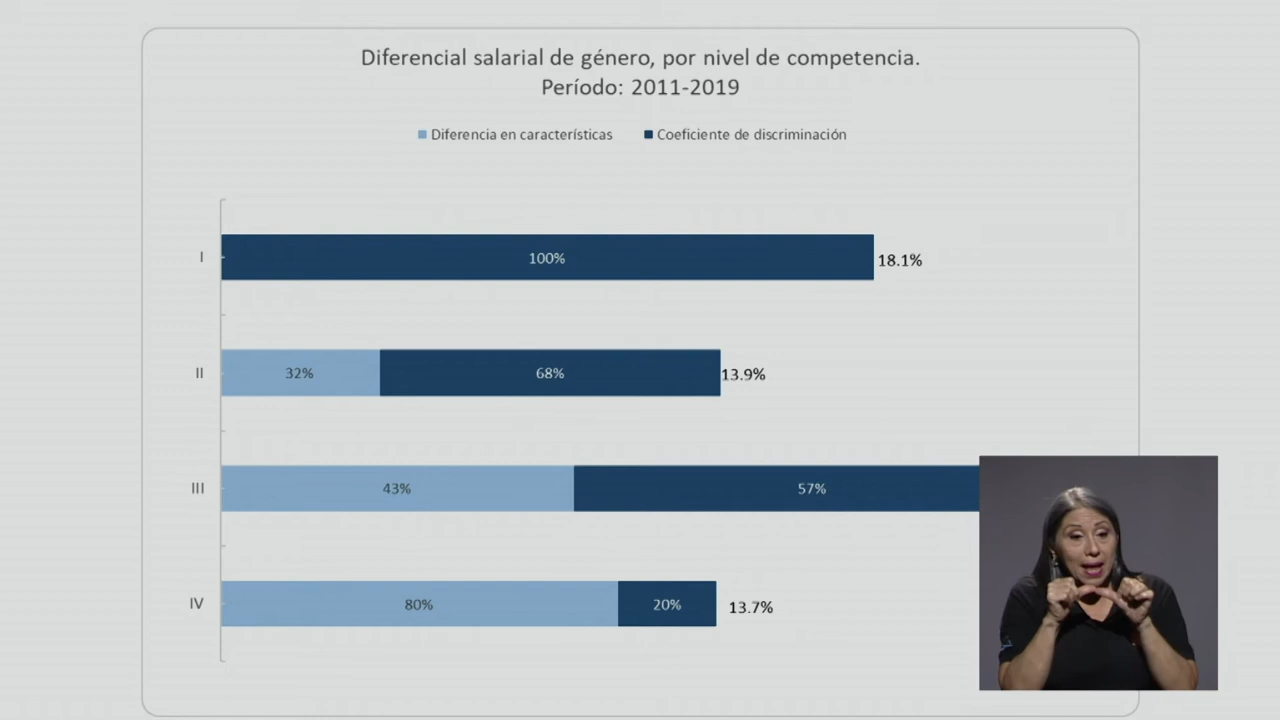 Diferencial salarial de género, por nivel de competencia.
Período: 2011-2019
Diferencia en características Coeficiente de discriminación
I 100% 18.1%
II 32% 68% 13.9%
III 43% 57%
IV 80% 20% 13.7%